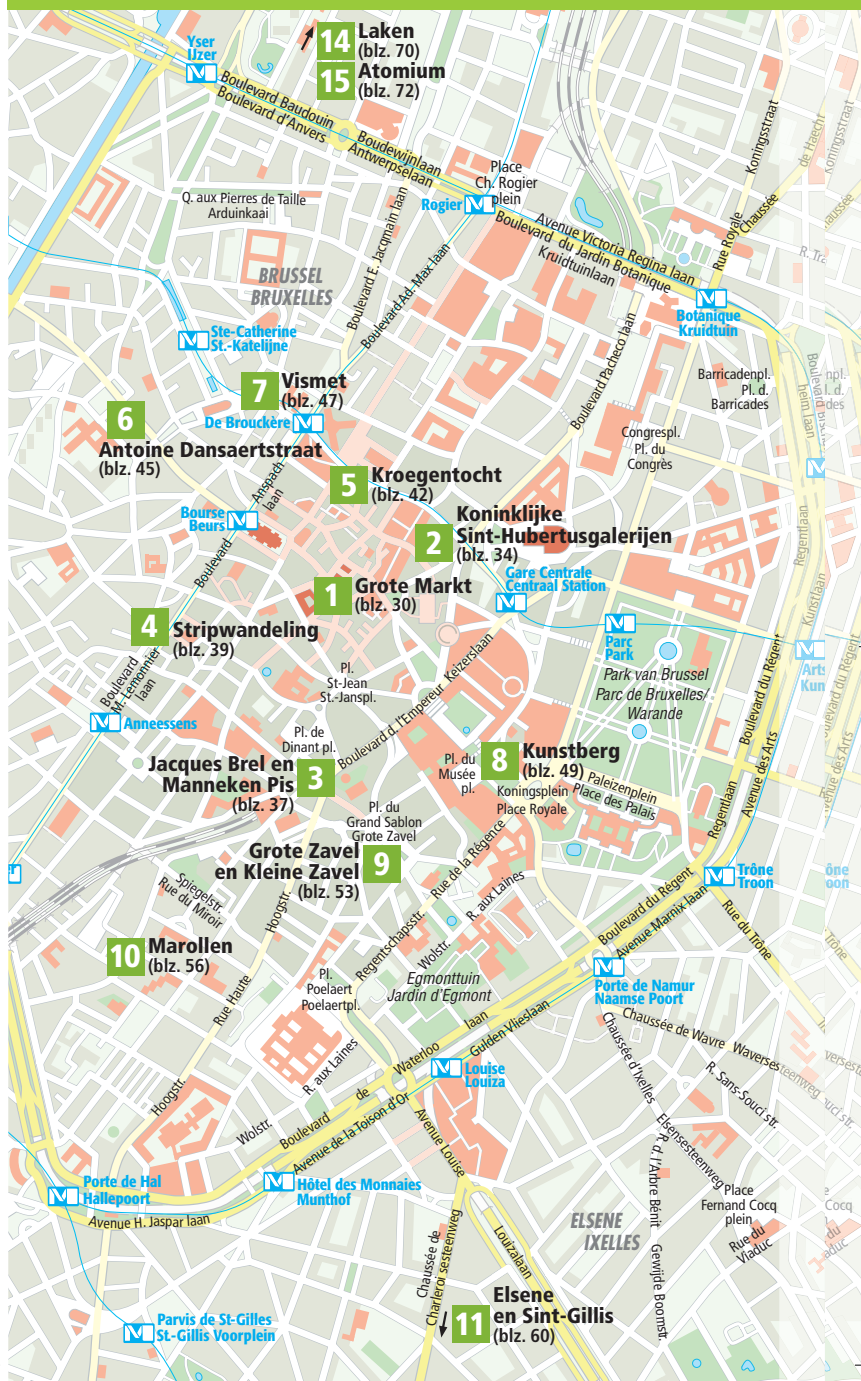 14 Laken
(blz. 70)
15 Atomium
(blz. 72)
Yser
IJzer
Boulevard Baudouin
Boulevard d'Anvers
Boudewijnlaan
Antwerpselaan
Place
Ch. Rogier
plein
Rogier
Koningsstraat
de Haecht
Koningsstraat
Chaussée
Rue Royale
Q. aux Pierres de Taille
Arduinkaai
Boulevard E. Jacqmain laan
Boulevard Ad. Max laan
Avenue Victoria Regina laan
Boulevard du Jardin Botanique
Kruidtuinlaan
Botanique
Kruidtuin
BRUSSEL
BRUXELLES
Ste-Catherine
St.-Katelijne
Boulevard Pacheco laan
Barricadenpl.
Pl. d.
Barricades
7 Vismet
(blz. 47)
De Brouckère
6
Antoine Dansaertstraat
(blz. 45)
Congrespl.
Pl. du
Congrès
5 Kroegentocht
(blz. 42)
Boulevard
Anspach
laan
Bourse
Beurs
2 Koninklijke
Sint-Hubertusgalerijen
(blz. 34)
Regentlaan
Kunstlaan
Gare Centrale
Centraal Station
1 Grote Markt
(blz. 30)
4 Stripwandeling
(blz. 39)
Parc
Park
Park van Brussel
Parc de Bruxelles/
Warande
Pl.
St-Jean
St.-Janspl.
Boulevard
M. Lemonnier
laan
Anneessens
Boulevard d. l'Empereur Keizerslaan
Pl. de
Dinant pl.
Boulevard du Régent
Jacques Brel en
Manneken Pis
(blz. 37)
3
Pl. du
Musée
pl.
8 Kunstberg
(blz. 49)
Koningsplein
Place Royale
Paleizenplein
Place des Palais
Regentlaan
Avenue des Arts
Pl. du
Grand Sablon
Grote Zavel
Grote Zavel
en Kleine Zavel
(blz. 53)
9
Rue de la Régence
Regentschapsstr.
R. aux Laines
Wolstr.
Trône
Troon
Rue du Trône
Spiegelstr.
Rue du Miroir
Hoogstr.
10 Marollen
(blz. 56)
Rue Haute
Pl.
Poelaert
Poelaertpl.
Egmonttuin
Jardin d'Egmont
Boulevard du Régent
Avenue Marnix laan
Porte de Namur
Naamse Poort
Chaussée de Wavre Waversesteenweg
Chaussée d'Ixelles
Elsensesteenweg
R. Sans-Souci str.
Boulevard de Waterloo laan
Avenue de la Toison d'Or
Gulden Vlieslaan
Louise
Louiza
R. aux Laines
Wolstr.
Hoogstr.
Porte de Hal
Hallepoort
Hôtel des Monnaies
Munthof
Avenue H. Jaspar laan
Avenue Louise
Louizalaan
Chaussée de
Charleroi sesteenweg
ELSENE
IXELLES
R. d. l'Arbre Bénit
Gewijde Boomstr.
Place
Fernand Cocq
plein
Rue du
Viaduc
Parvis de St-Gilles
St-Gillis Voorplein
11 Elsene
en Sint-Gillis
(blz. 60)